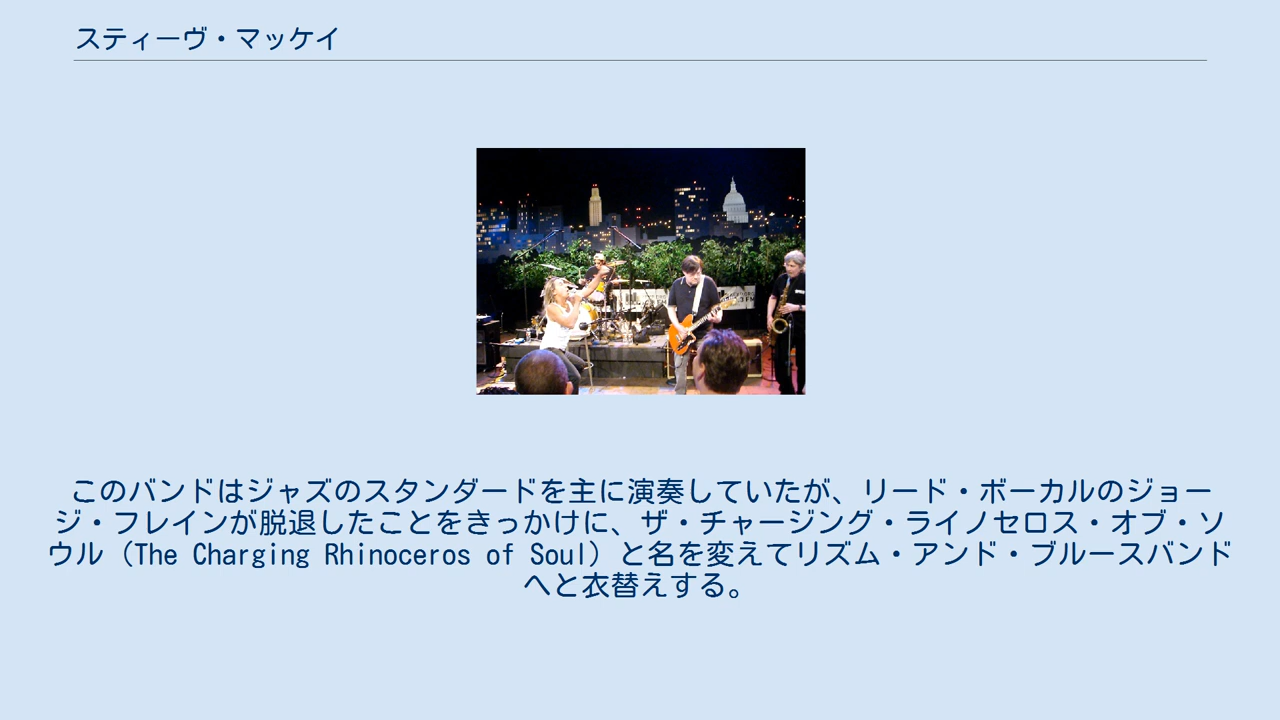 スティーヴ・マッケイ
このバンドはジャズのスタンダードを主に演奏していたが、リード・ボーカルのジョー
ジ・フレインが脱退したことをきっかけに、ザ・チャージング・ライノセロス・オブ・ソ
ウル（The Charging Rhinoceros of Soul）と名を変えてリズム・アンド・ブルースバンド
へと衣替えする。